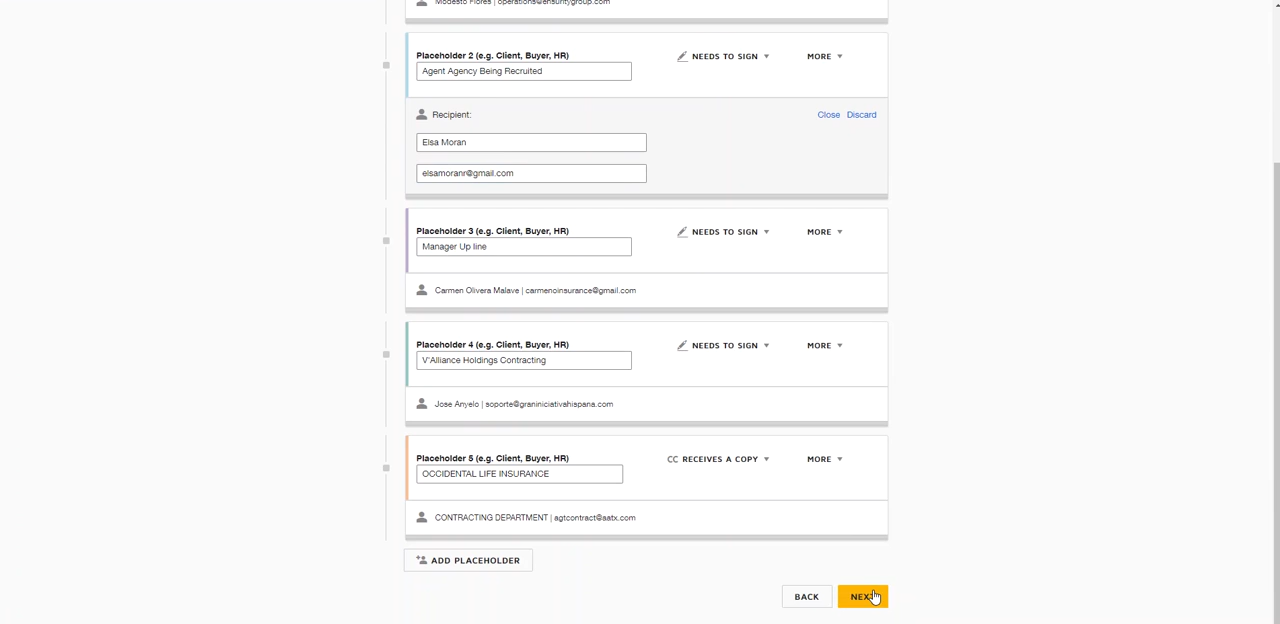 Modesto Flores | operations@ensuritygroup.com
Placeholder 2 (e.g. Client, Buyer, HR)
NEEDS TO SIGN
MORE
Agent Agency Being Recruited
Recipient:
Close Discard
Elsa Moran
elsamoranr@gmail.com
Placeholder 3 (e.g. Client, Buyer, HR)
NEEDS TO SIGN
MORE
Manager Up line
Carmen Olivera Malave | carmenoinsurance@gmail.com
Placeholder 4 (e.g. Client, Buyer, HR)
NEEDS TO SIGN
MORE
V"Alliance Holdings Contracting
Jose Anyelo | soporte@graniniciativahispana.com
Placeholder 5 (e.g. Client, Buyer, HR)
CC RECEIVES A COPY
MORE
OCCIDENTAL LIFE INSURANCE
CONTRACTING DEPARTMENT | agtcontract@aatx.com
ADD PLACEHOLDER
BACK
NEXT